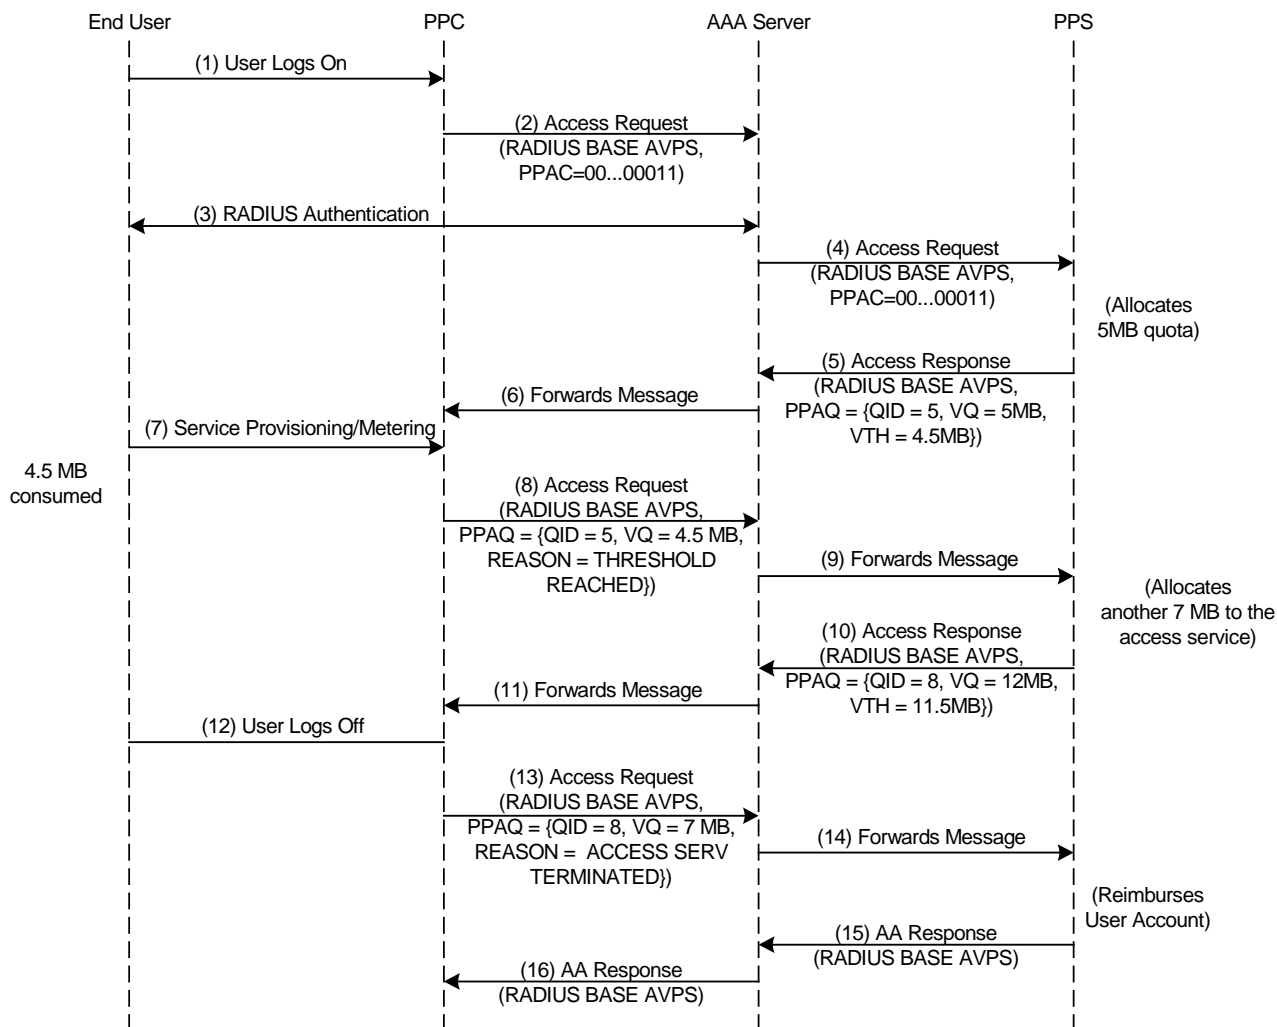 End User
PPC
AAA Server
PPS
(1) User Logs On
(2) Access Request
(RADIUS BASE AVPS,
PPAC=00...00011)
(3) RADIUS Authentication
(4) Access Request
(RADIUS BASE AVPS,
PPAC=00...00011)
(Allocates
5MB quota)
(5) Access Response
(RADIUS BASE AVPS,
PPAQ = {QID = 5, VQ = 5MB,
VTH = 4.5MB})
(6) Forwards Message
(7) Service Provisioning/Metering
4.5 MB
consumed
(8) Access Request
(RADIUS BASE AVPS,
PPAQ = {QID = 5, VQ = 4.5 MB,
REASON = THRESHOLD
REACHED})
(9) Forwards Message
(Allocates
another 7 MB to the
access service)
(10) Access Response
(RADIUS BASE AVPS,
PPAQ = {QID = 8, VQ = 12MB,
VTH = 11.5MB})
(11) Forwards Message
(12) User Logs Off
(13) Access Request
(RADIUS BASE AVPS,
PPAQ = {QID = 8, VQ = 7 MB,
REASON = ACCESS SERV
TERMINATED})
(14) Forwards Message
(Reimburses
User Account)
(15) AA Response
(RADIUS BASE AVPS)
(16) AA Response
(RADIUS BASE AVPS)